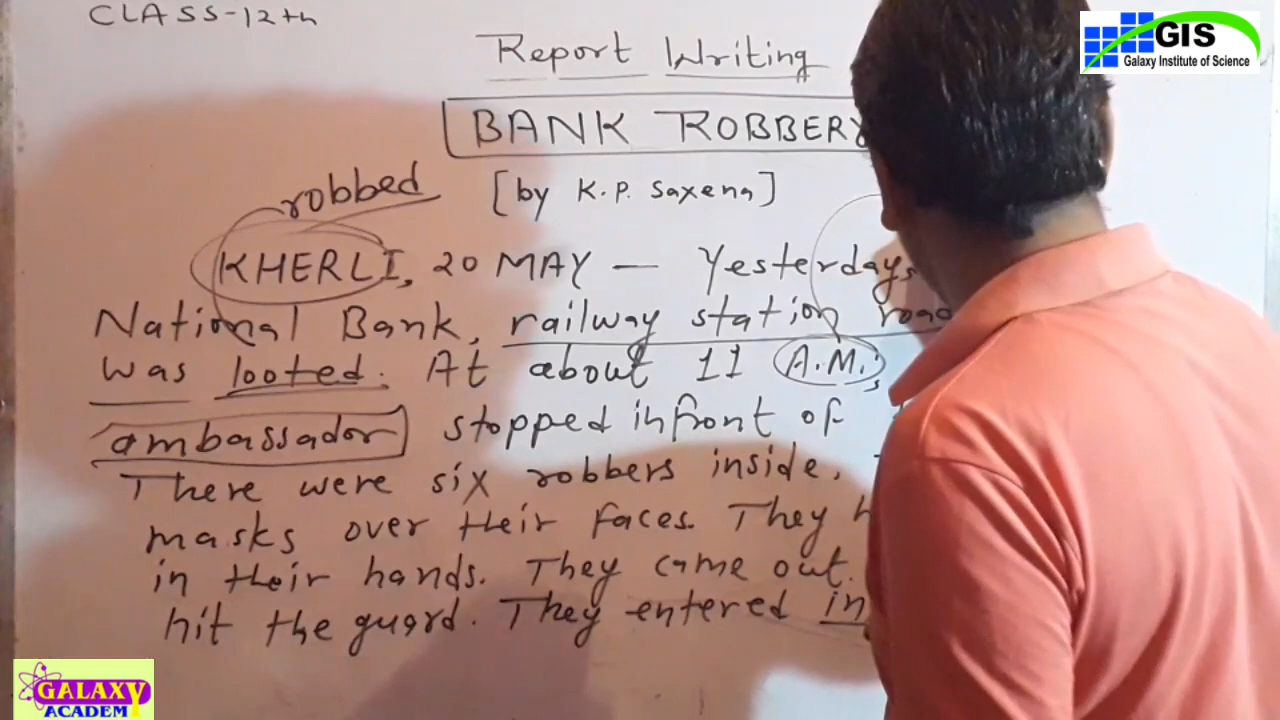 CLASS-12th
GIS
Galaxy Institute of Science
Report Writing
BANK ROBBERY
robbed
[by K.P. Saxena]
KHERLI, 20 MAY — Yesterdays
National Bank, railway station road
was looted. At about 11 A.M.,
ambassador stopped infront of
There were six robbers inside.
masks over their faces. They
in their hands. They came out.
hit the guard. They entered in
GALAXY
ACADEMY